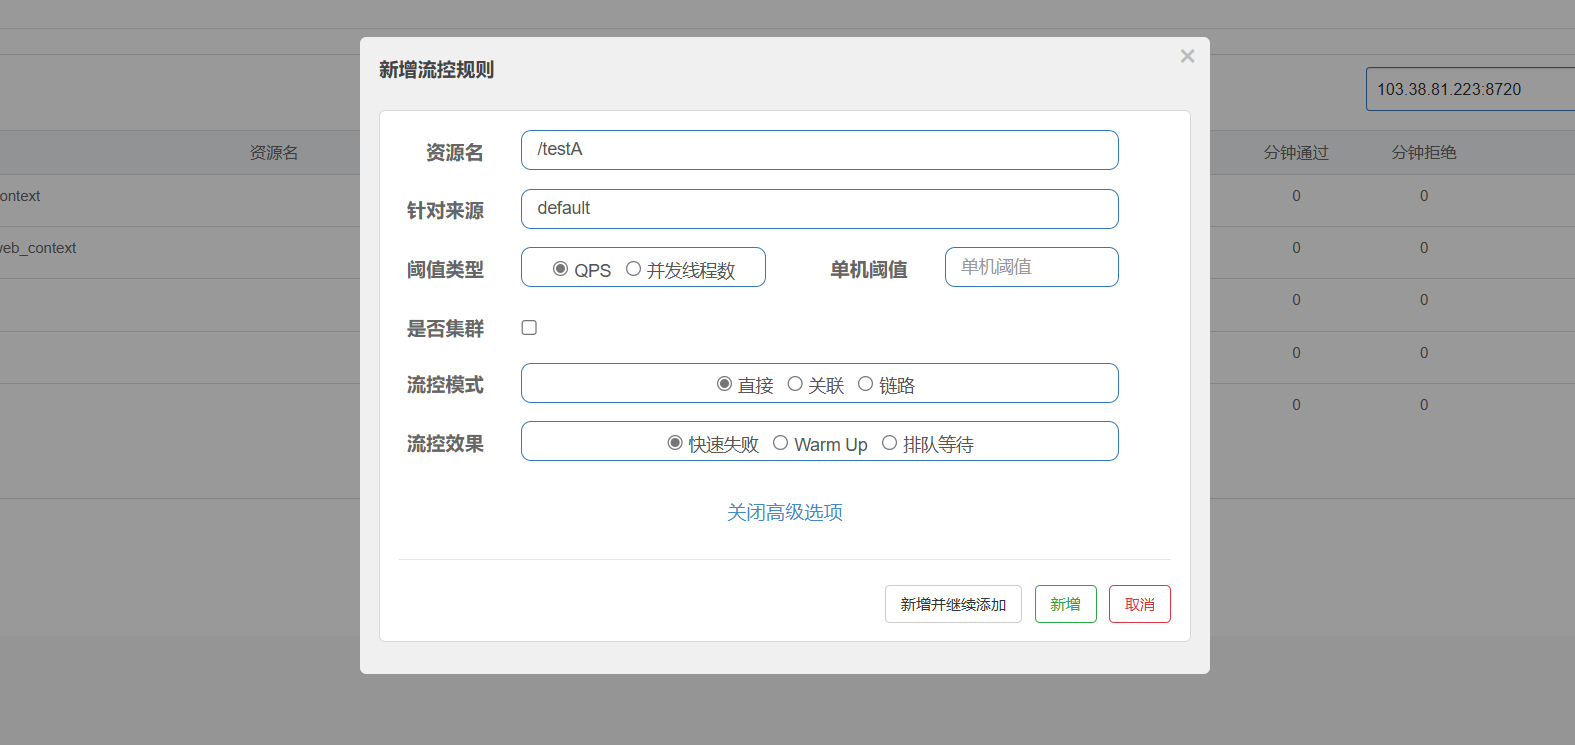 新增流控规则
×
103.38.81.223:8720
资源名
分钟通过
分钟拒绝
ontext
0
0
eb_context
0
0
0
0
0
0
0
0
资源名
/testA
针对来源
default
阈值类型
QPS 并发线程数
单机阈值
单机阈值
是否集群
流控模式
直接 关联 链路
流控效果
快速失败 Warm Up 排队等待
关闭高级选项
新增并继续添加
新增
取消